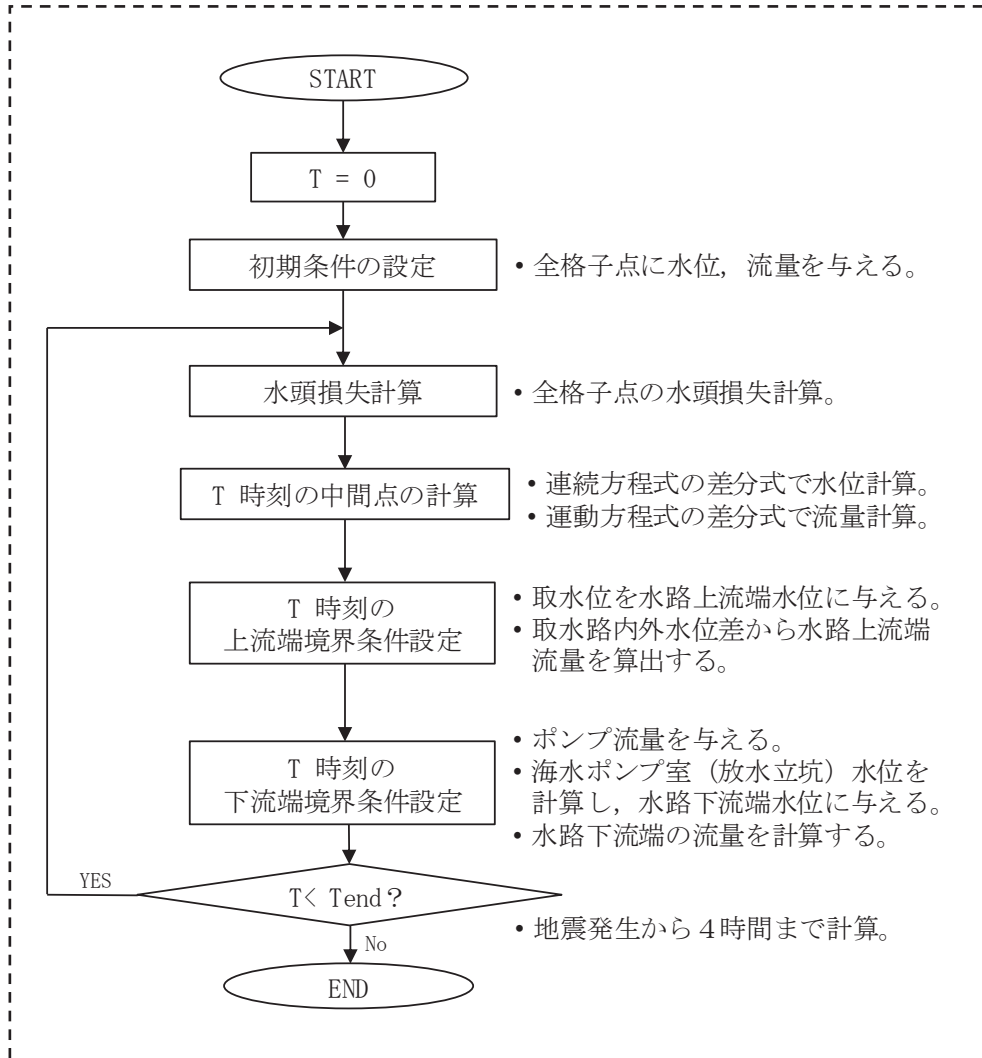 START
T = 0
初期条件の設定
・全格子点に水位，流量を与える。
水頭損失計算
・全格子点の水頭損失計算。
T 時刻の中間点の計算
・連続方程式の差分式で水位計算。
・運動方程式の差分式で流量計算。
T 時刻の
上流端境界条件設定
・取水位を水路上流端水位に与える。
・取水路内外水位差から水路上流端
流量を算出する。
T 時刻の
下流端境界条件設定
・ポンプ流量を与える。
・海水ポンプ室（放水立坑）水位を
計算し，水路下流端水位に与える。
・水路下流端の流量を計算する。
YES
T< Tend？
・地震発生から４時間まで計算。
No
END